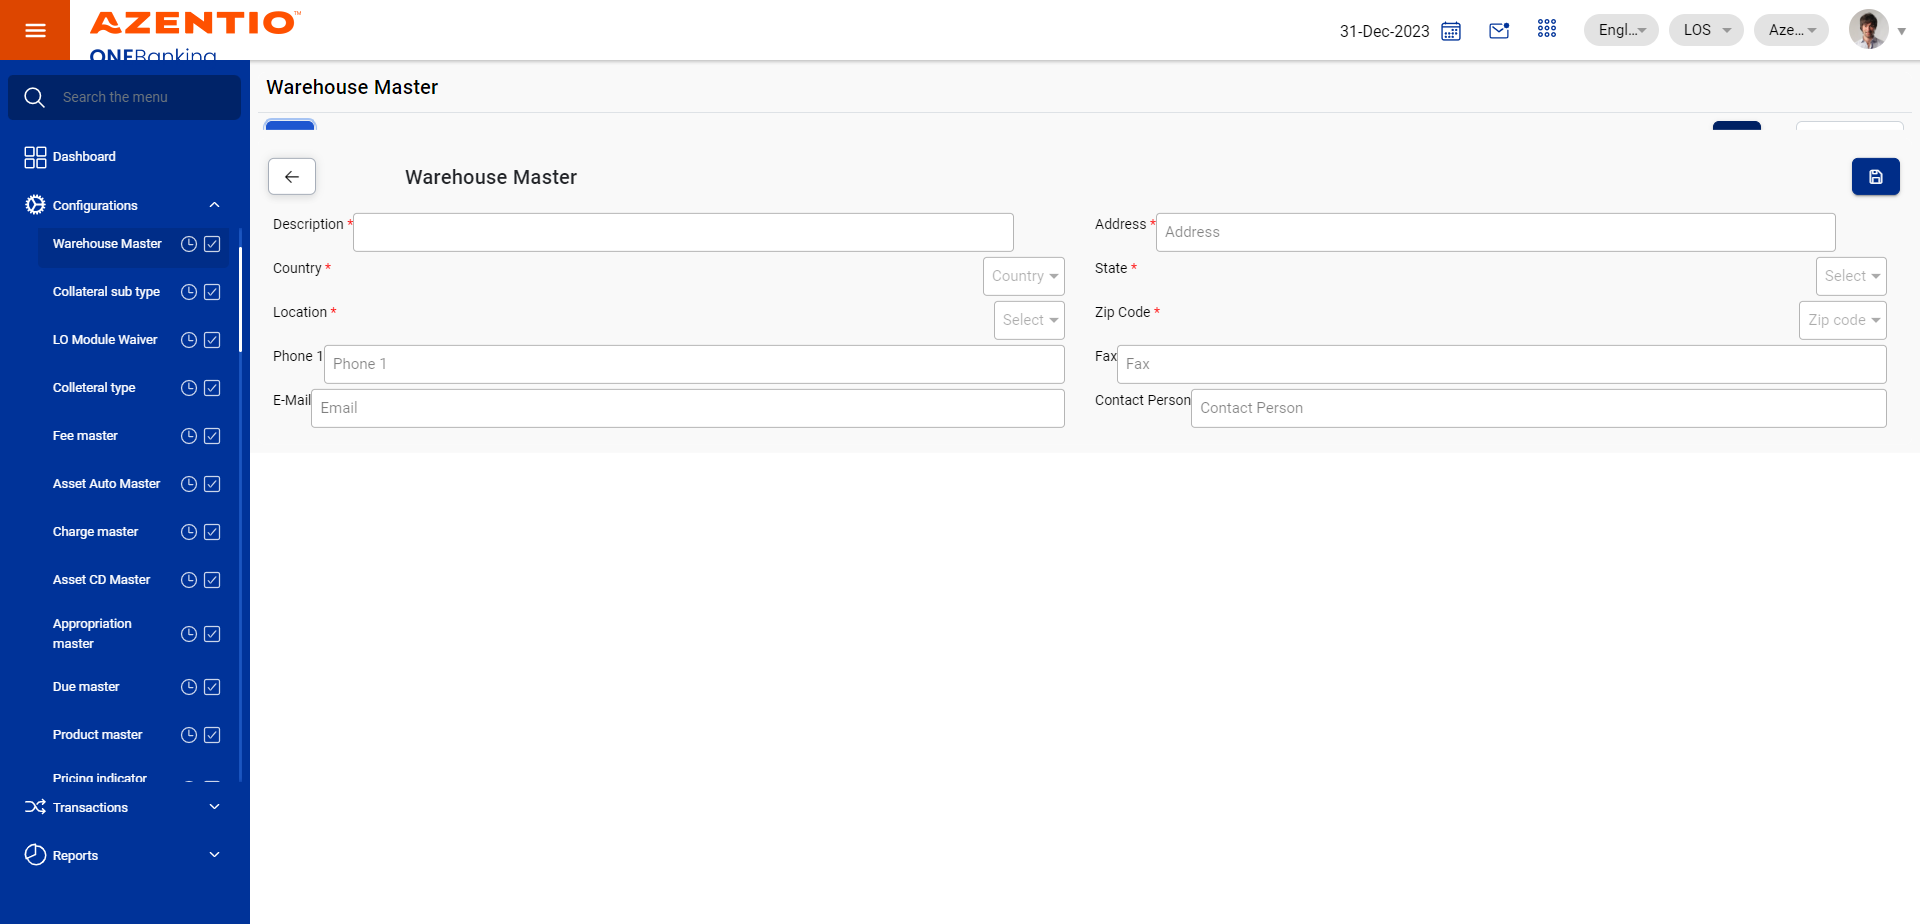 AZENTIO™
ONEBanking
31-Dec-2023
Engl...
LOS
Aze...
Search the menu
Dashboard
Configurations
Warehouse Master
Collateral sub type
LO Module Waiver
Colleteral type
Fee master
Asset Auto Master
Charge master
Asset CD Master
Appropriation
master
Due master
Product master
Pricing indicator
Transactions
Reports
Warehouse Master
Warehouse Master
Description *
Address * Address
Country * Country
State * Select
Location * Select
Zip Code * Zip code
Phone 1 Phone 1
Fax Fax
E-Mail Email
Contact Person Contact Person